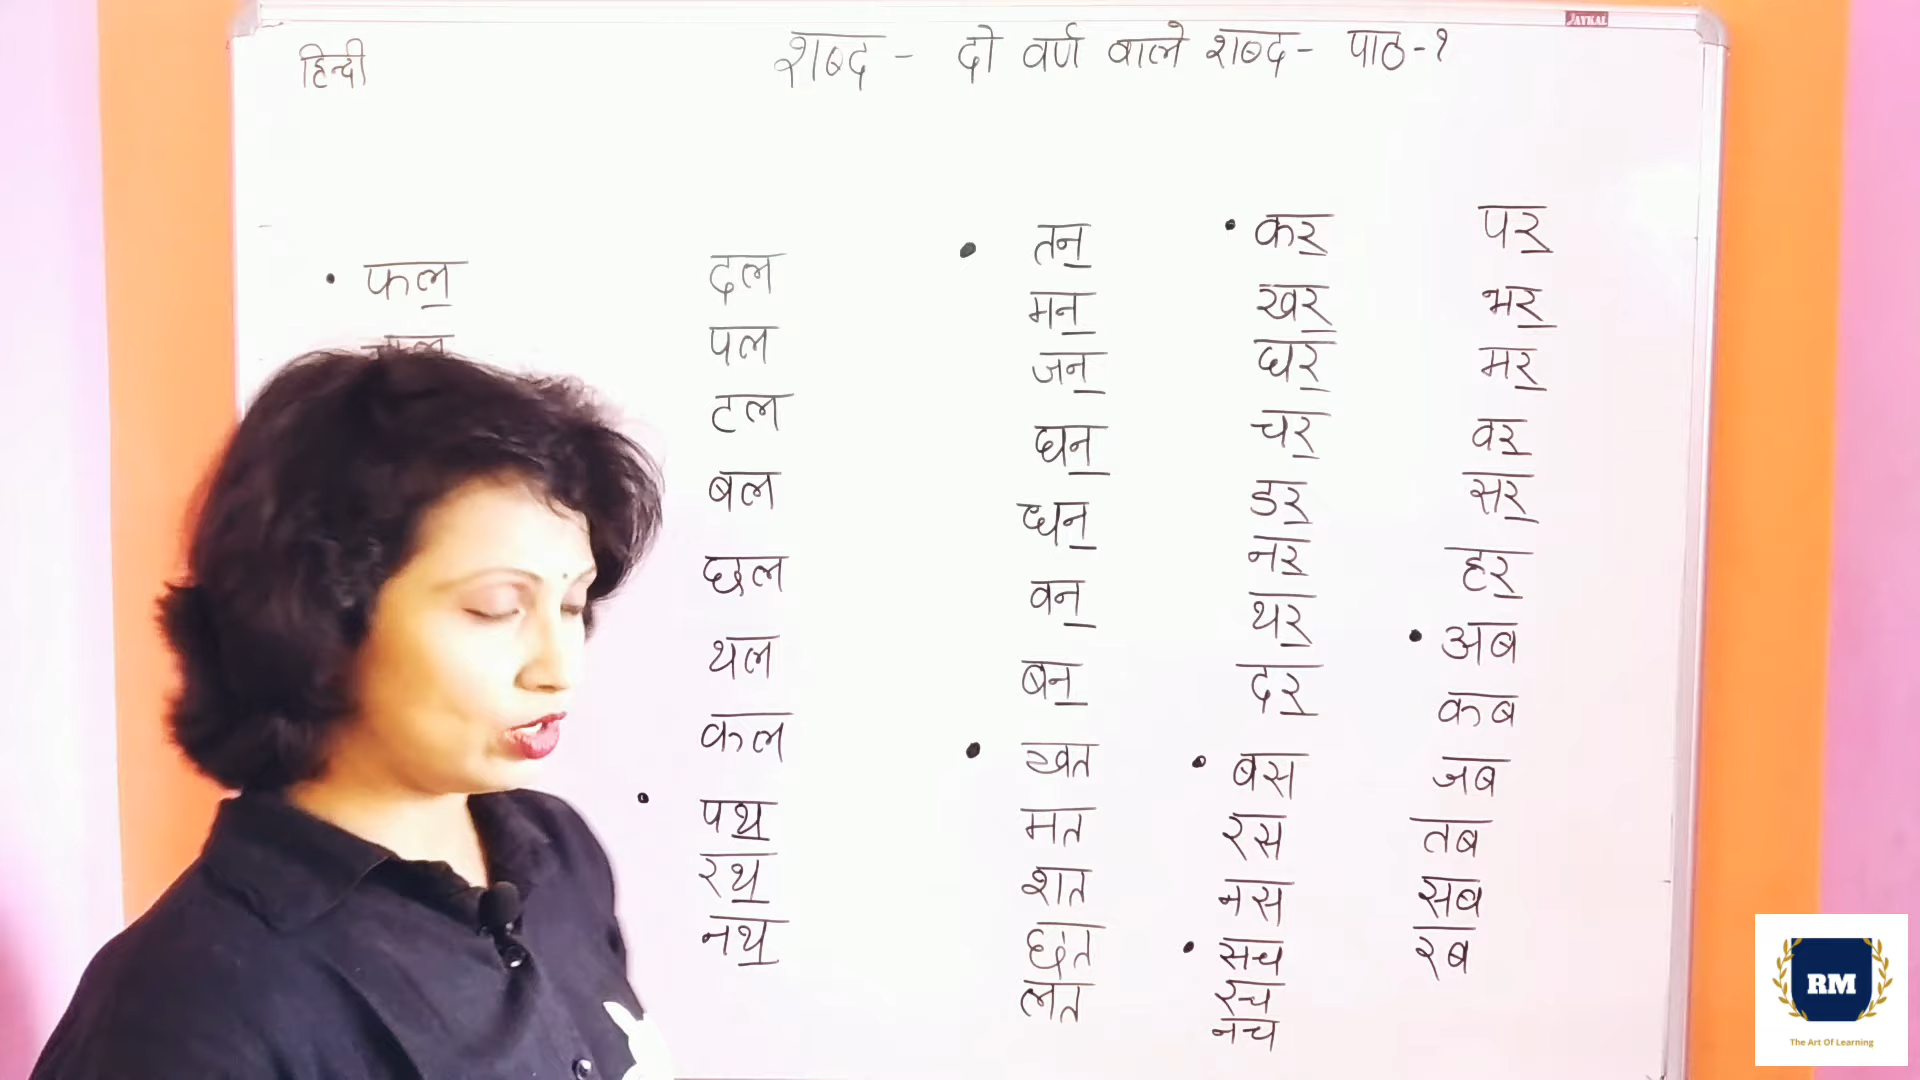 JAYKAL
हिन्दी
शब्द - दो वर्ण वाले शब्द - पाठ-१
• फल
दल
पल
टल
बल
छल
थल
कल
• पथ
रथ
नथ
• तन
मन
जन
घन
धन
वन
बन
• खत
मत
शत
छत
लत
• कर
खर
घर
चर
डर
नर
थर
दर
• बस
रस
नस
• सच
रच
नच
पर
भर
मर
वर
सर
हर
• अब
कब
जब
तब
सब
रब
RM
The Art Of Learning